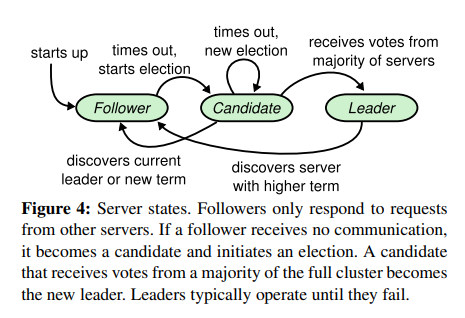 starts up
times out,
starts election
times out,
new election
receives votes from
majority of servers
Follower
Candidate
Leader
discovers current
leader or new term
discovers server
with higher term
Figure 4: Server states. Followers only respond to requests
from other servers. If a follower receives no communication,
it becomes a candidate and initiates an election. A candidate
that receives votes from a majority of the full cluster becomes
the new leader. Leaders typically operate until they fail.